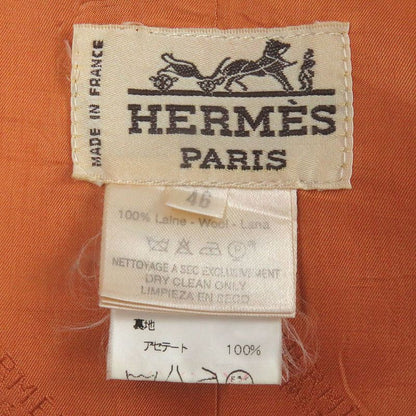 MADE IN FRANCE
HERMÈS
PARIS
46
100% Laine - Wool - Lana
NETTOYAGE A SEC EXCLUSIVEMENT
DRY CLEAN ONLY
LIMPIEZA EN SECO
裏地
アセテート 100%